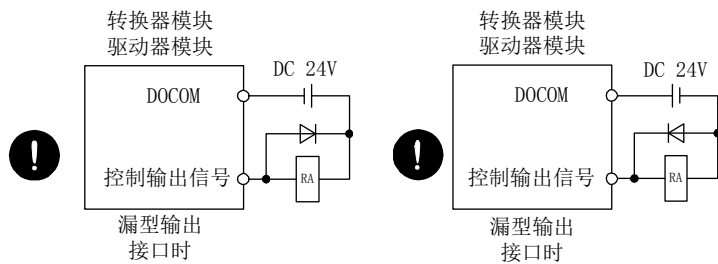 转换器模块
驱动器模块
DC 24V
DOCOM
控制输出信号
RA
漏型输出
接口时
转换器模块
驱动器模块
DC 24V
DOCOM
控制输出信号
RA
漏型输出
接口时